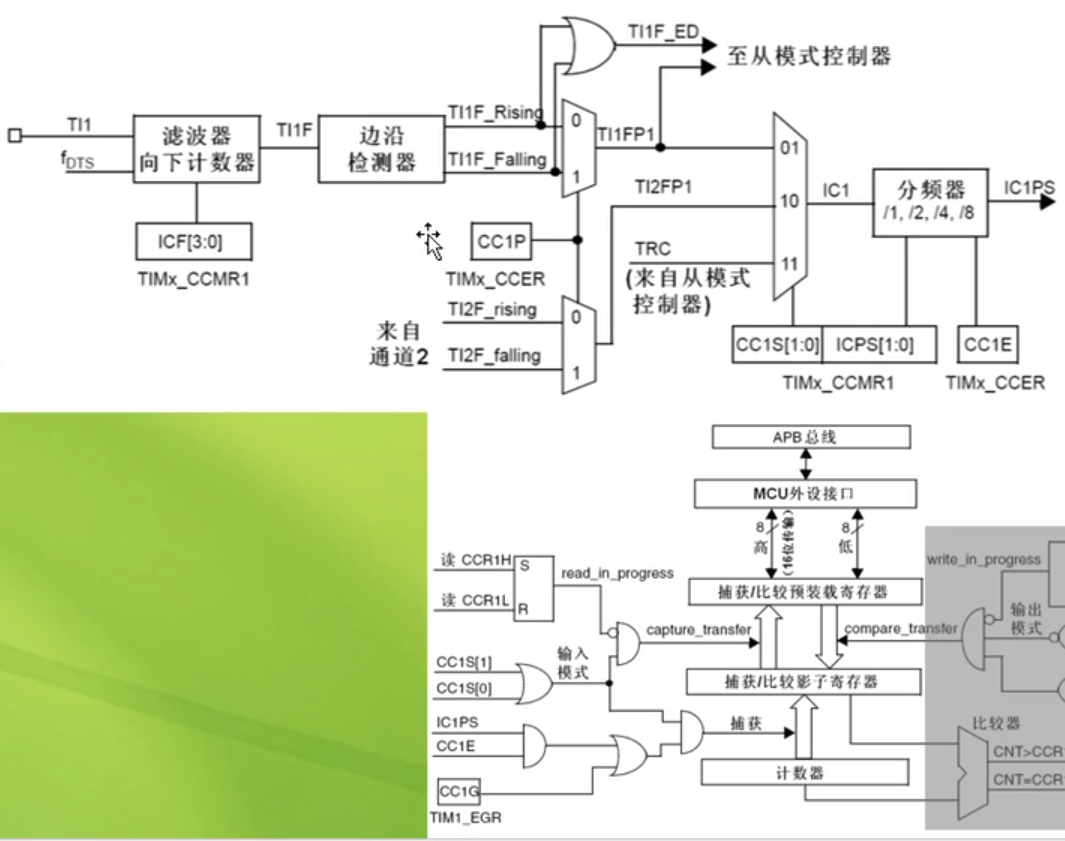 TI1F_ED
至从模式控制器
TI1
f_DTS
滤波器
向下计数器
TI1F
边沿
检测器
TI1F_Rising
TI1F_Falling
0
1
TI1FP1
01
TI2FP1
10
IC1
分频器
/1, /2, /4, /8
IC1PS
ICF[3:0]
TIMx_CCMR1
CC1P
TIMx_CCER
TRC
11
(来自从模式
控制器)
来自
通道2
TI2F_rising
TI2F_falling
0
1
CC1S[1:0]
ICPS[1:0]
CC1E
TIMx_CCMR1
TIMx_CCER
APB总线
MCU外设接口
8
高
(16位传输)
8
低
读 CCR1H
S
读 CCR1L
R
read_in_progress
捕获/比较预装载寄存器
write_in_progress
capture_transfer
compare_transfer
输出
模式
CC1S[1]
CC1S[0]
输入
模式
捕获/比较影子寄存器
IC1PS
CC1E
捕获
比较器
CNT>CCR
CNT=CCR
计数器
CC1G
TIM1_EGR